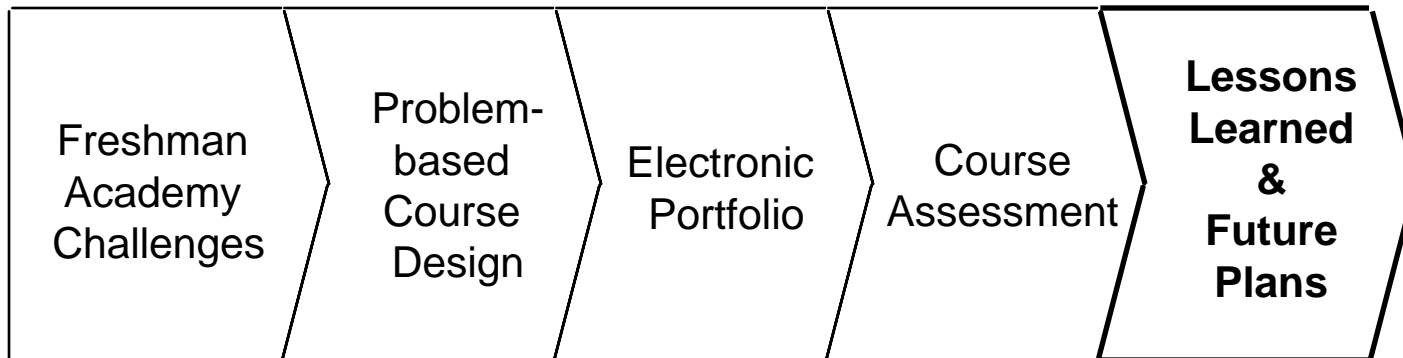 Freshman
Academy
Challenges
Problem-
based
Course
Design
Electronic
Portfolio
Course
Assessment
Lessons
Learned
&
Future
Plans